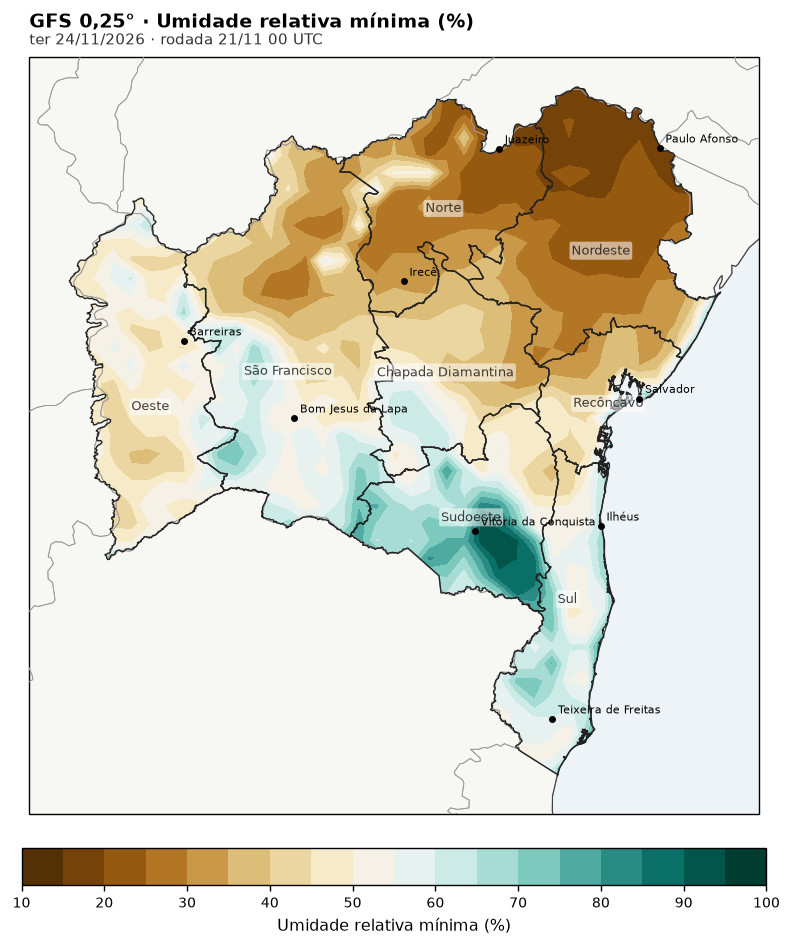 GFS 0,25° · Umidade relativa mínima (%)
ter 24/11/2026 · rodada 21/11 00 UTC
Juazeiro
Paulo Afonso
Norte
Nordeste
Irecê
Barreiras
São Francisco
Chapada Diamantina
Salvador
Recôncavo
Oeste
Bom Jesus da Lapa
Sudoeste
Vitória da Conquista
Ilhéus
Sul
Teixeira de Freitas
10 20 30 40 50 60 70 80 90 100
Umidade relativa mínima (%)